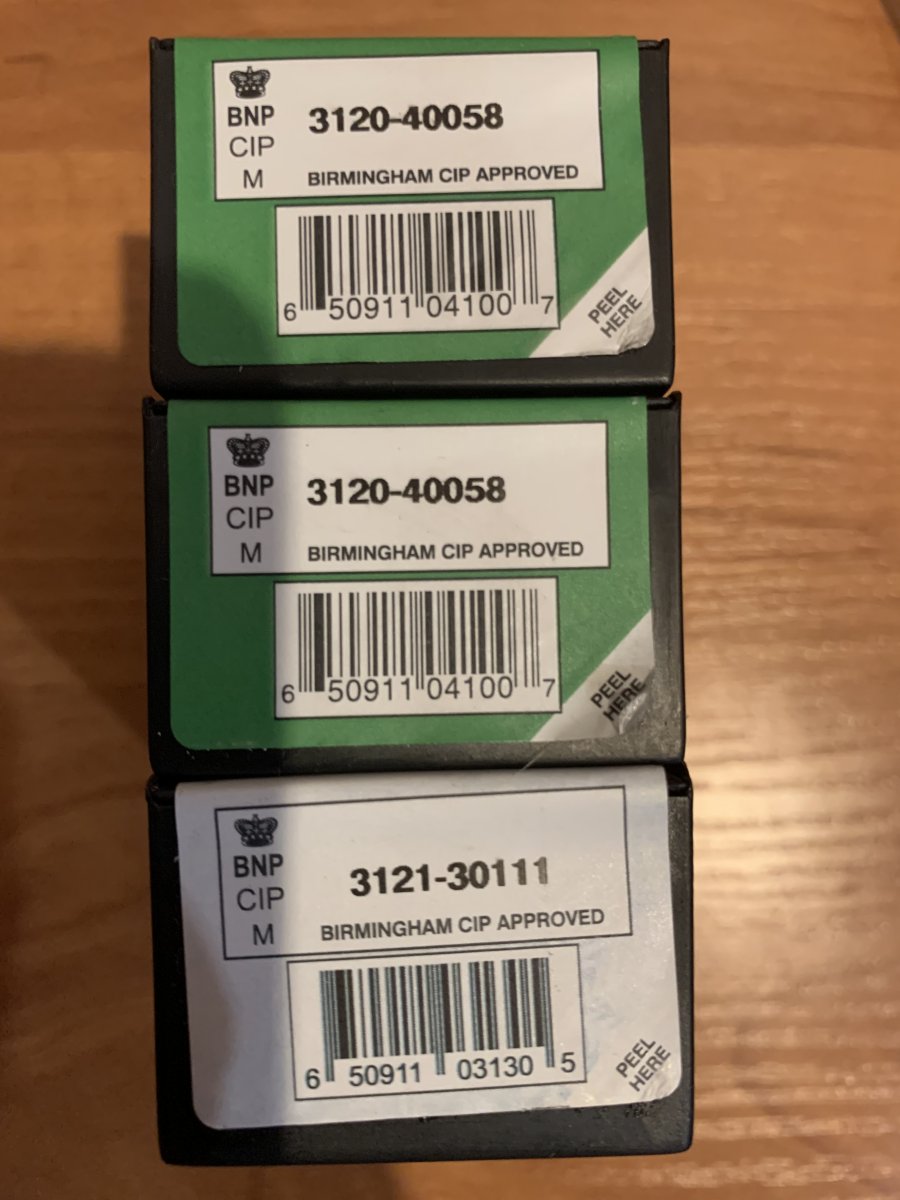 BNP
CIP
M
3120-40058
BIRMINGHAM CIP APPROVED
6 50911 04100 7
PEEL
HERE
BNP
CIP
M
3120-40058
BIRMINGHAM CIP APPROVED
6 50911 04100 7
PEEL
HERE
BNP
CIP
M
3121-30111
BIRMINGHAM CIP APPROVED
6 50911 03130 5
PEEL
HERE